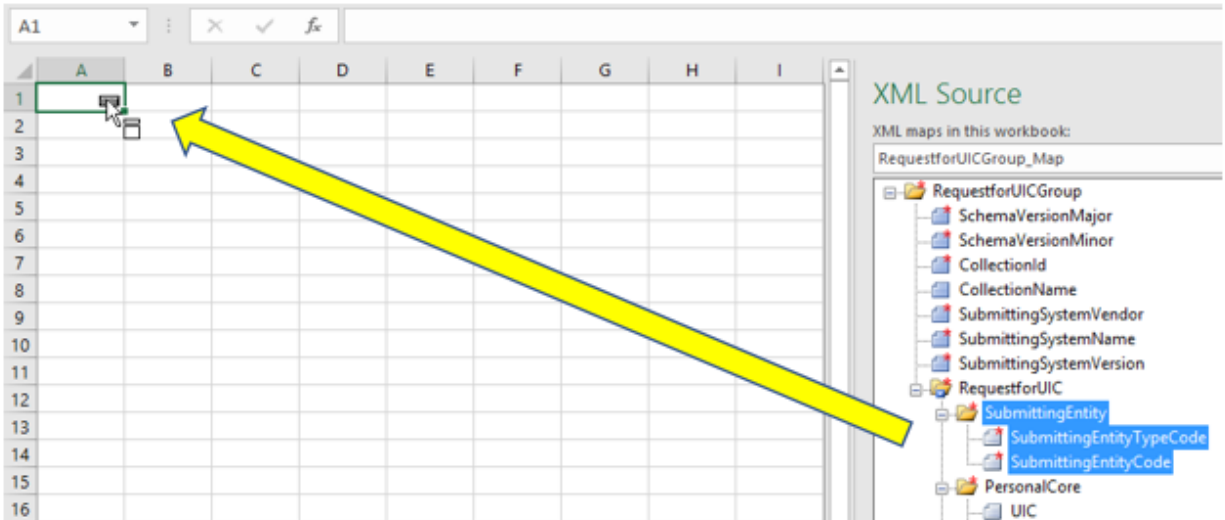 A1
fx
A B C D E F G H I
1
2
3
4
5
6
7
8
9
10
11
12
13
14
15
16
XML Source
XML maps in this workbook:
RequestforUICGroup_Map
RequestforUICGroup
SchemaVersionMajor
SchemaVersionMinor
CollectionId
CollectionName
SubmittingSystemVendor
SubmittingSystemName
SubmittingSystemVersion
RequestforUIC
SubmittingEntity
SubmittingEntityTypeCode
SubmittingEntityCode
PersonalCore
UIC